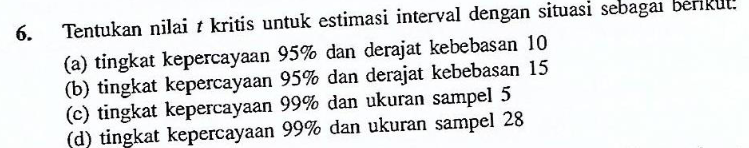 6. Tentukan nilai t kritis untuk estimasi interval dengan situasi sebagai berikut:
(a) tingkat kepercayaan 95% dan derajat kebebasan 10
(b) tingkat kepercayaan 95% dan derajat kebebasan 15
(c) tingkat kepercayaan 99% dan ukuran sampel 5
(d) tingkat kepercayaan 99% dan ukuran sampel 28